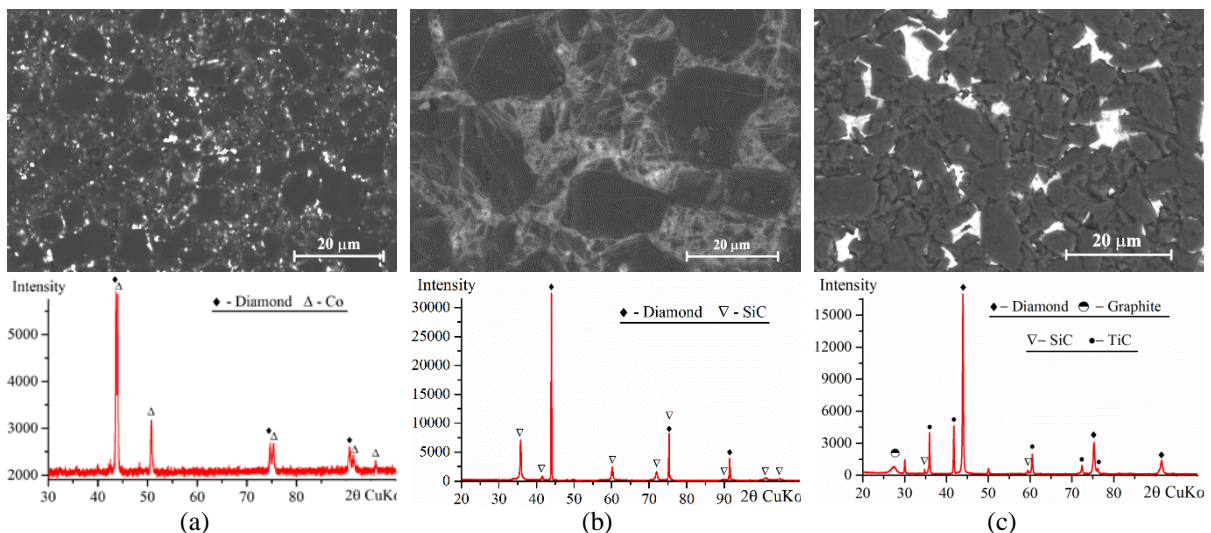 20 μm
20 μm
20 μm
Intensity
♦ - Diamond Δ - Co
5000
4000
3000
2000
30 40 50 60 70 80 90 2θ CuKα
(a)
Intensity
♦ - Diamond ▽ - SiC
30000
25000
20000
15000
10000
5000
0
20 30 40 50 60 70 80 90 2θ CuKα
(b)
Intensity
♦ – Diamond ◒ – Graphite
▽ – SiC • – TiC
15000
12000
9000
6000
3000
0
20 30 40 50 60 70 80 2θ CuKα
(c)